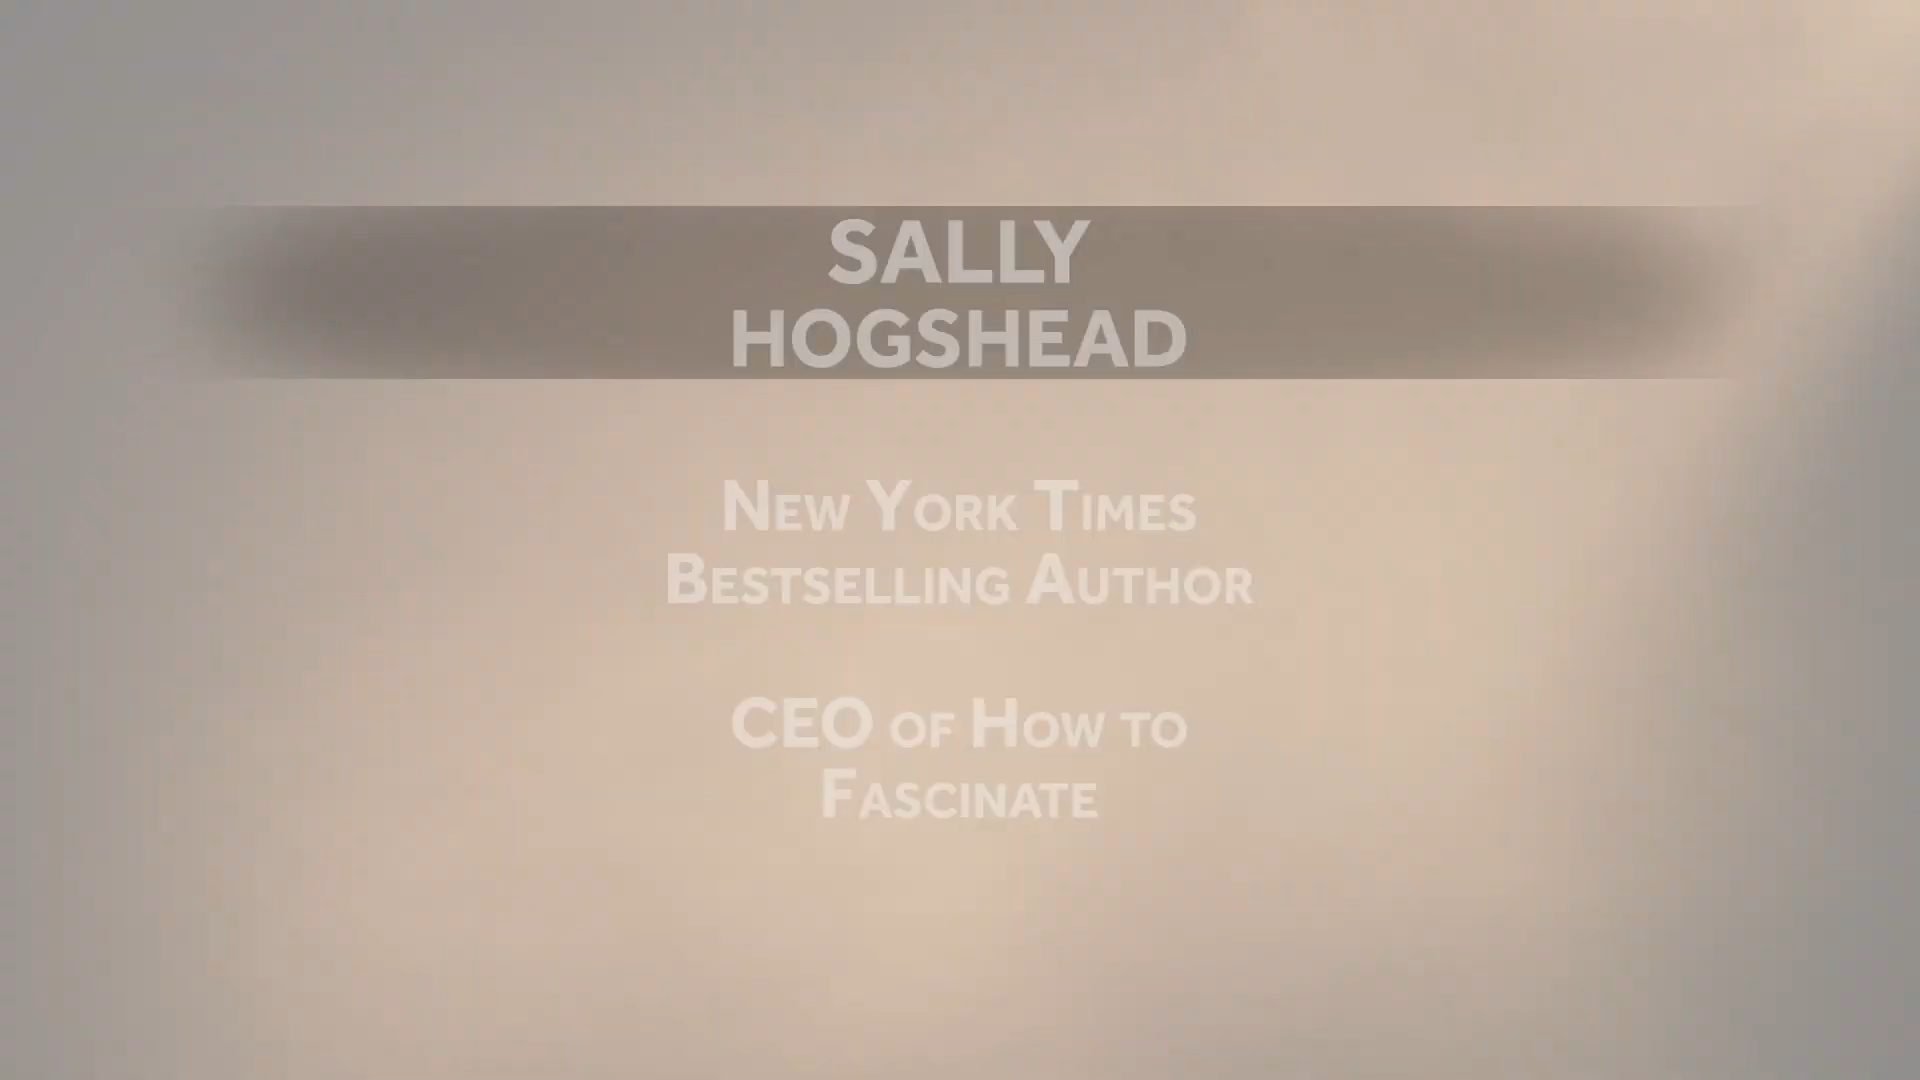 SALLY
HOGSHEAD
New York Times
Bestselling Author
CEO of How to
Fascinate